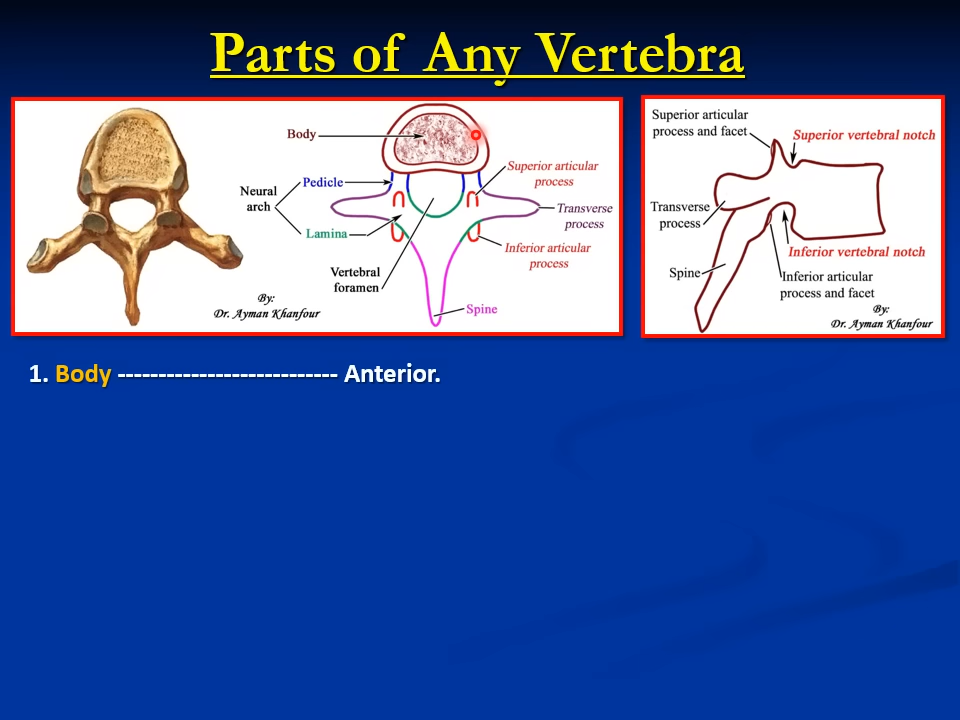 Parts of Any Vertebra
Body
Superior articular
process
Pedicle
Neural
arch
Transverse
process
Lamina
Inferior articular
process
Vertebral
foramen
By:
Dr. Ayman Khanfour
Spine
Superior articular
process and facet
Superior vertebral notch
Transverse
process
Inferior vertebral notch
Spine
Inferior articular
process and facet
By:
Dr. Ayman Khanfour
1. Body --------------------------- Anterior.